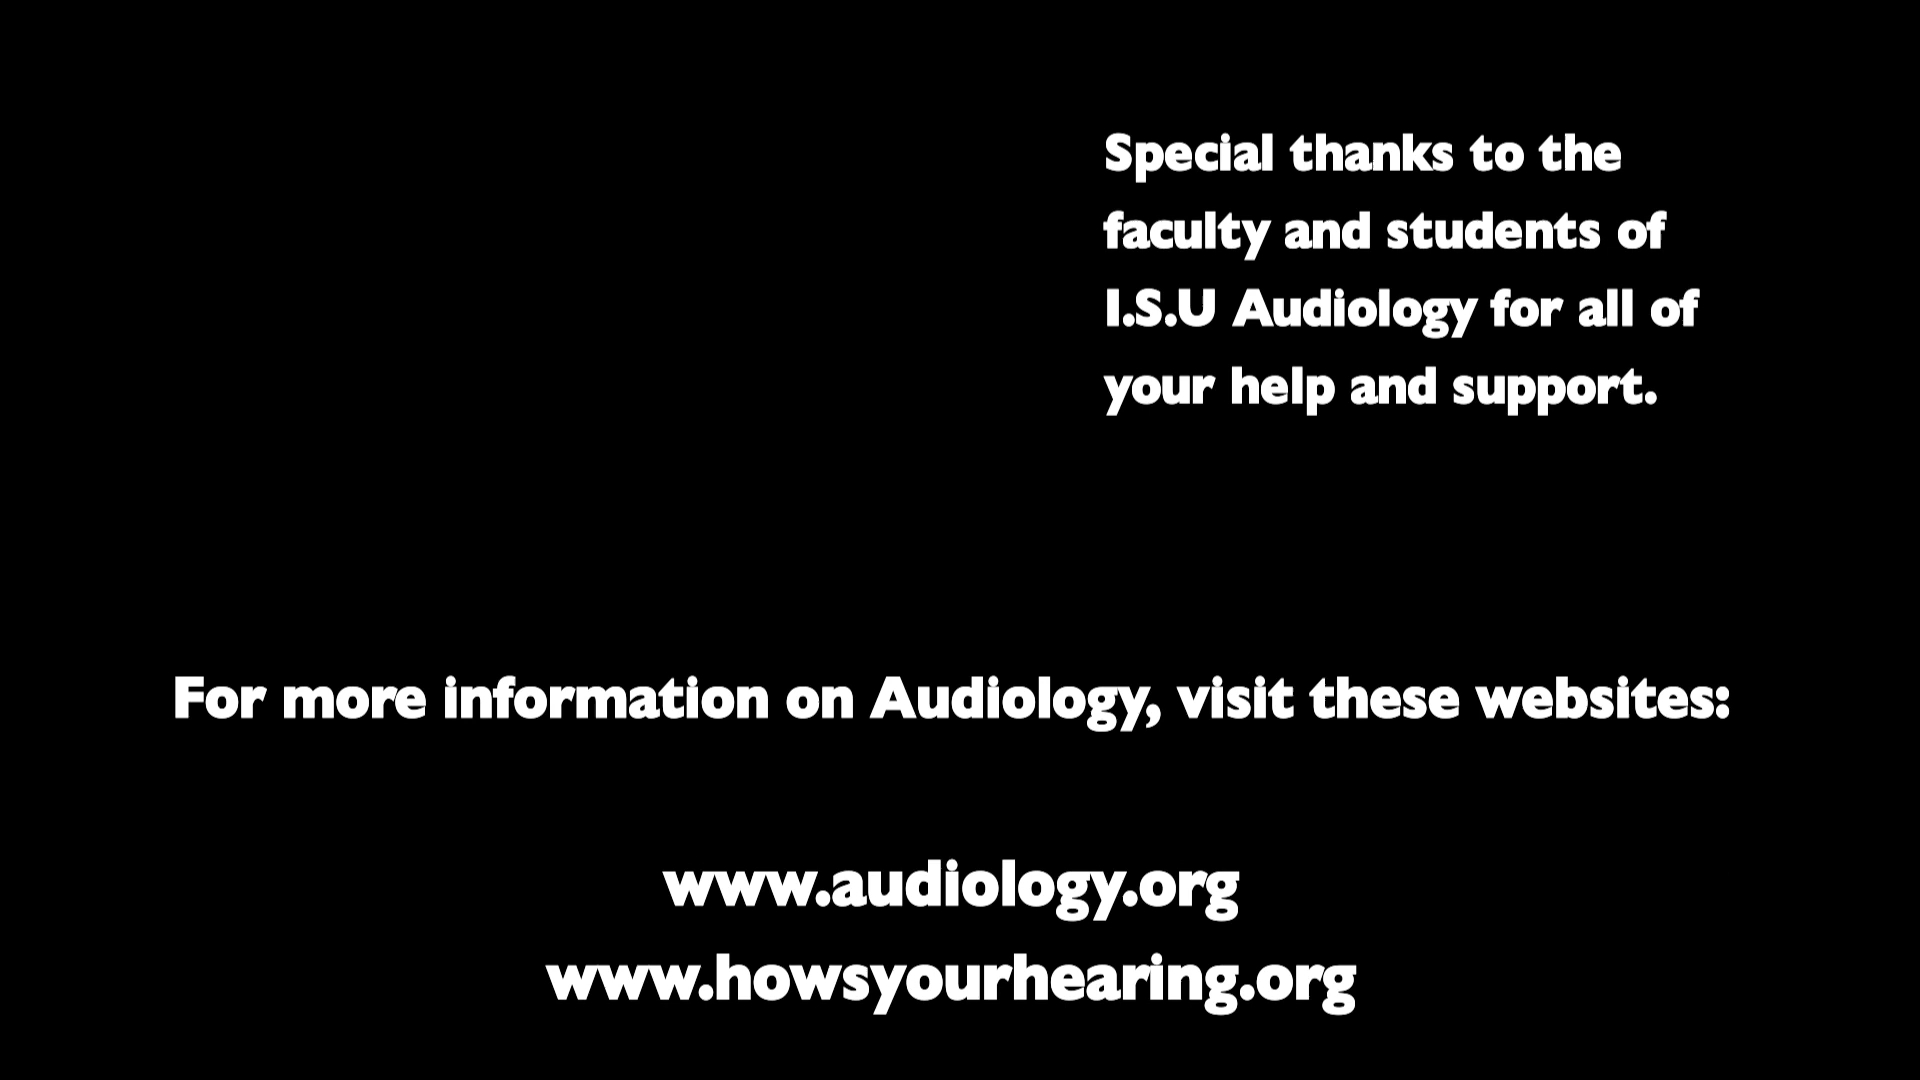 Special thanks to the
faculty and students of
I.S.U Audiology for all of
your help and support.
For more information on Audiology, visit these websites:
www.audiology.org
www.howsyourhearing.org